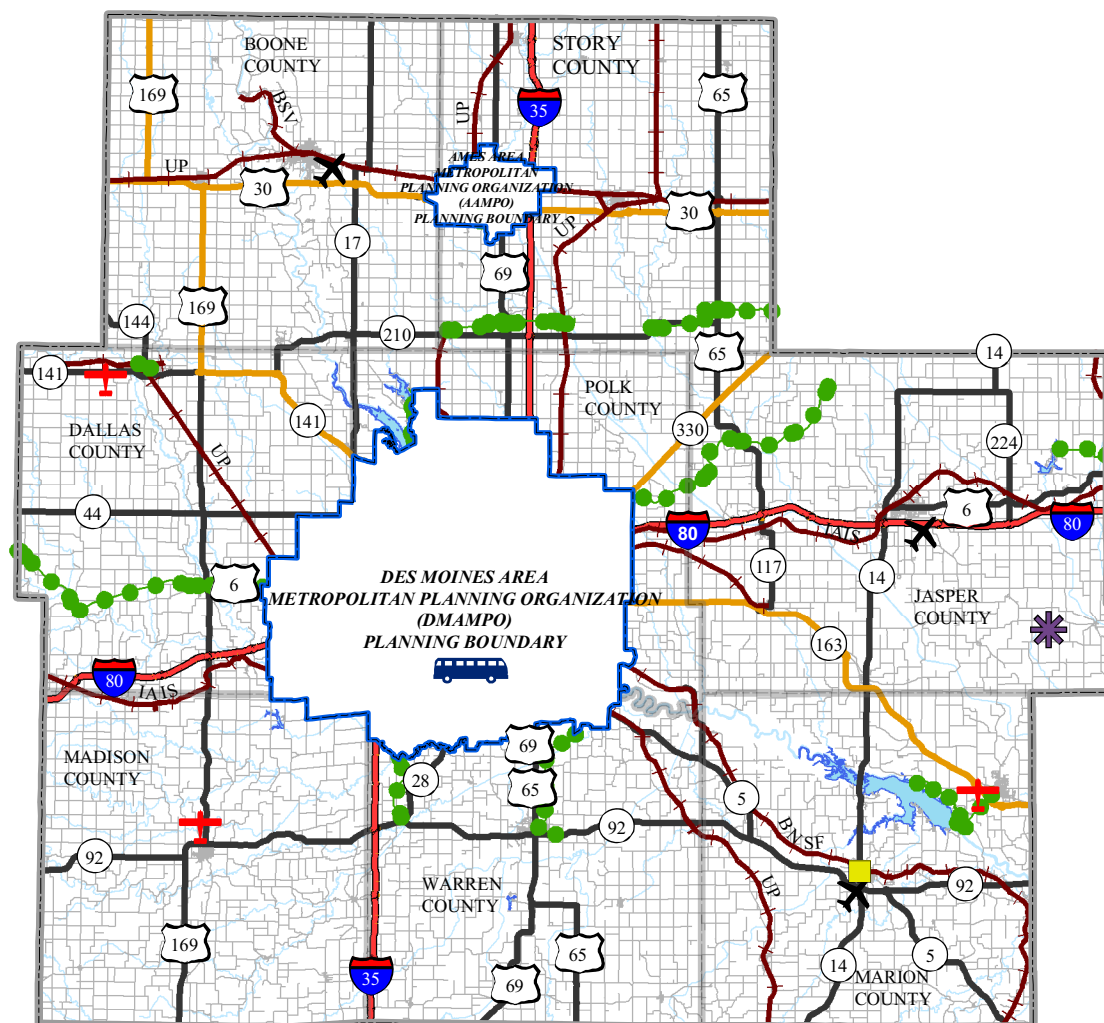 BOONE
COUNTY
STORY
COUNTY
169
BSV
UP
35
65
UP
30
AMES AREA
METROPOLITAN
PLANNING ORGANIZATION
(AAMPO)
PLANNING BOUNDARY
30
UP
17
69
169
144
210
65
14
141
POLK
COUNTY
DALLAS
COUNTY
141
330
224
UP
44
80
IAIS
6
80
6
117
14
DES MOINES AREA
METROPOLITAN PLANNING ORGANIZATION
(DMAMPO)
PLANNING BOUNDARY
JASPER
COUNTY
163
80
IAIS
MADISON
COUNTY
69
28
65
5
92
92
BNSF
WARREN
COUNTY
UP
92
169
35
65
69
14
5
MARION
COUNTY